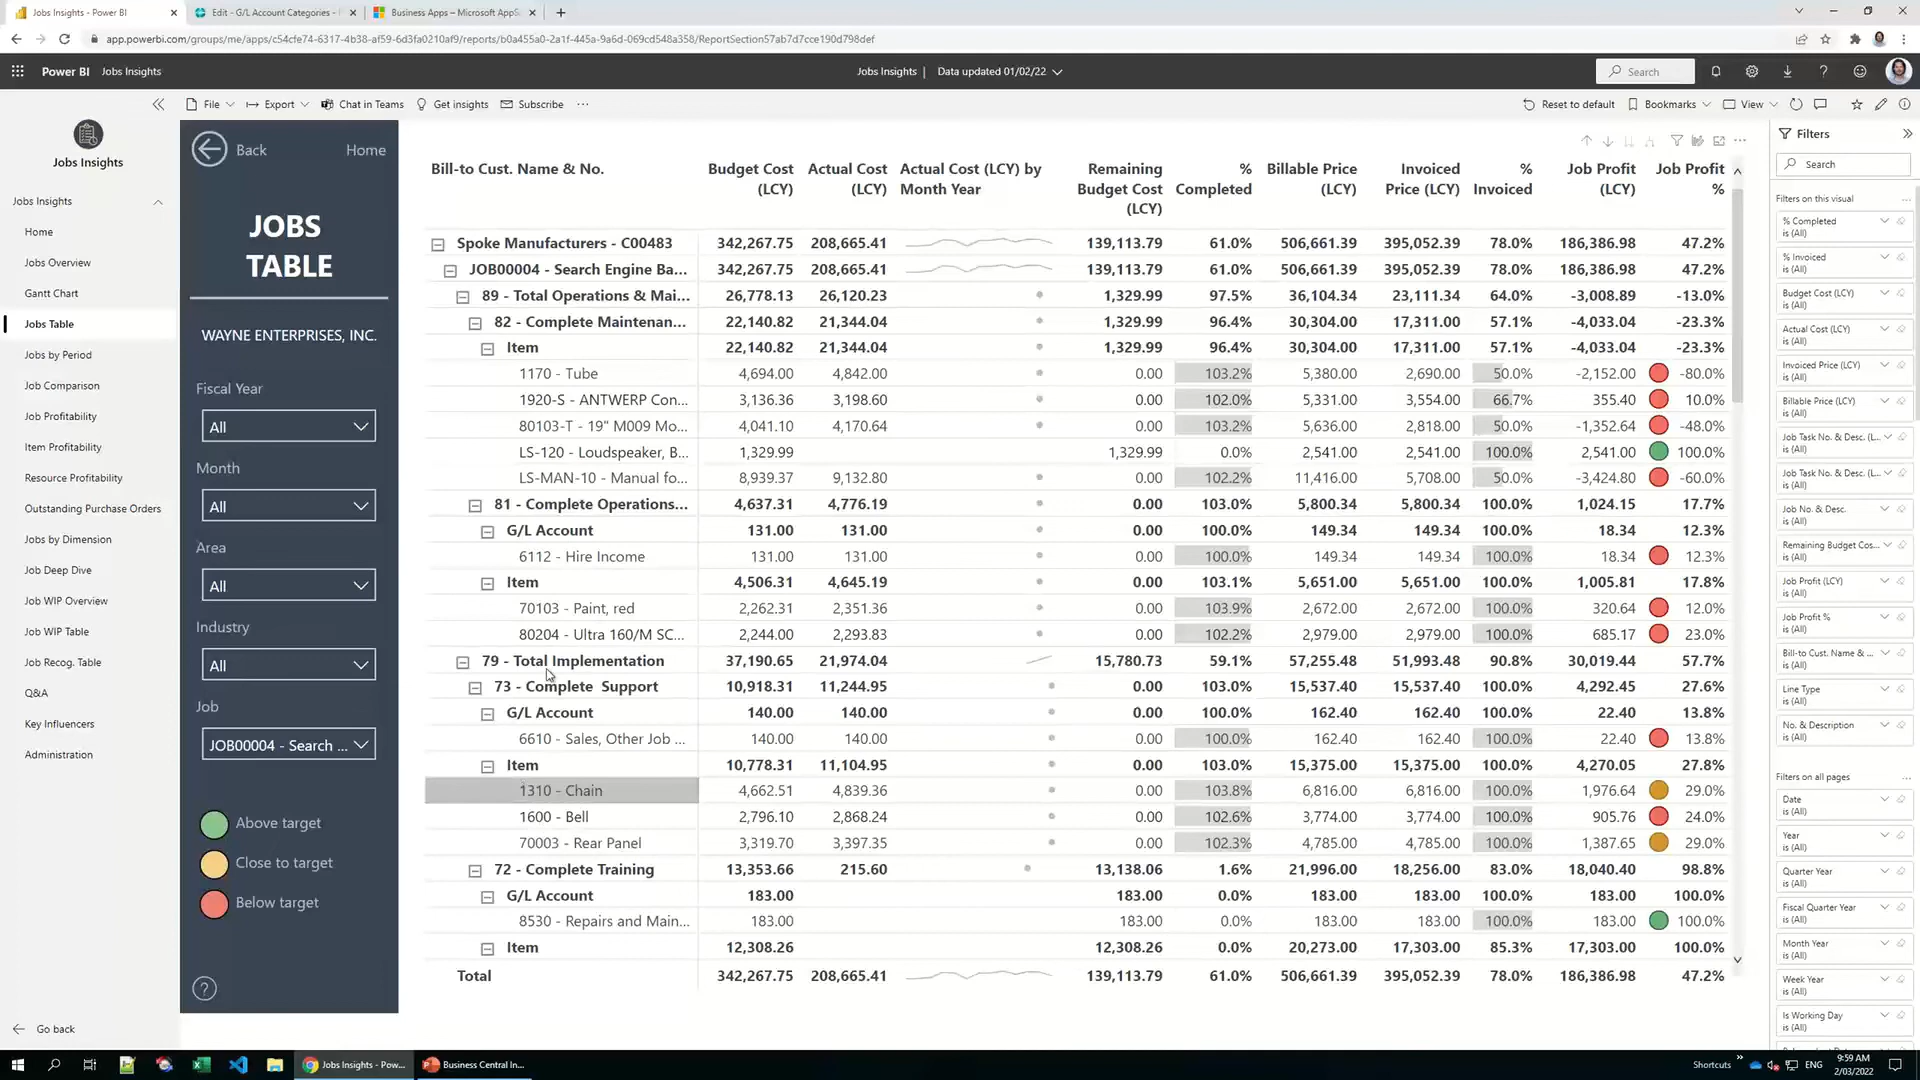 Jobs Insights - Power BI
Edit - G/L Account Categories -
Business Apps – Microsoft AppS
app.powerbi.com/groups/me/apps/c54cfe74-6317-4b38-af59-6d3fa0210af9/reports/b0a455a0-2a1f-445a-9a6d-069cd548a358/ReportSection57ab7d7cce190d798def
Power BI Jobs Insights
Jobs Insights | Data updated 01/02/22
Search
File Export Chat in Teams Get insights Subscribe
Reset to default Bookmarks View
Jobs Insights
Jobs Insights
Home
Jobs Overview
Gantt Chart
Jobs Table
Jobs by Period
Job Comparison
Job Profitability
Item Profitability
Resource Profitability
Outstanding Purchase Orders
Jobs by Dimension
Job Deep Dive
Job WIP Overview
Job WIP Table
Job Recog. Table
Q&A
Key Influencers
Administration
Go back
Back Home
JOBS
TABLE
WAYNE ENTERPRISES, INC.
Fiscal Year
All
Month
All
Area
All
Industry
All
Job
JOB00004 - Search ...
Above target
Close to target
Below target
?
Bill-to Cust. Name & No. Budget Cost (LCY) Actual Cost (LCY) Actual Cost (LCY) by Month Year Remaining Budget Cost (LCY) % Completed Billable Price (LCY) Invoiced Price (LCY) % Invoiced Job Profit (LCY) Job Profit %
Spoke Manufacturers - C00483 342,267.75 208,665.41 139,113.79 61.0% 506,661.39 395,052.39 78.0% 186,386.98 47.2%
JOB00004 - Search Engine Ba... 342,267.75 208,665.41 139,113.79 61.0% 506,661.39 395,052.39 78.0% 186,386.98 47.2%
89 - Total Operations & Mai... 26,778.13 26,120.23 1,329.99 97.5% 36,104.34 23,111.34 64.0% -3,008.89 -13.0%
82 - Complete Maintenan... 22,140.82 21,344.04 1,329.99 96.4% 30,304.00 17,311.00 57.1% -4,033.04 -23.3%
Item 22,140.82 21,344.04 1,329.99 96.4% 30,304.00 17,311.00 57.1% -4,033.04 -23.3%
1170 - Tube 4,694.00 4,842.00 0.00 103.2% 5,380.00 2,690.00 50.0% -2,152.00 -80.0%
1920-S - ANTWERP Con... 3,136.36 3,198.60 0.00 102.0% 5,331.00 3,554.00 66.7% 355.40 10.0%
80103-T - 19" M009 Mo... 4,041.10 4,170.64 0.00 103.2% 5,636.00 2,818.00 50.0% -1,352.64 -48.0%
LS-120 - Loudspeaker, B... 1,329.99 1,329.99 0.0% 2,541.00 2,541.00 100.0% 2,541.00 100.0%
LS-MAN-10 - Manual fo... 8,939.37 9,132.80 0.00 102.2% 11,416.00 5,708.00 50.0% -3,424.80 -60.0%
81 - Complete Operations... 4,637.31 4,776.19 0.00 103.0% 5,800.34 5,800.34 100.0% 1,024.15 17.7%
G/L Account 131.00 131.00 0.00 100.0% 149.34 149.34 100.0% 18.34 12.3%
6112 - Hire Income 131.00 131.00 0.00 100.0% 149.34 149.34 100.0% 18.34 12.3%
Item 4,506.31 4,645.19 0.00 103.1% 5,651.00 5,651.00 100.0% 1,005.81 17.8%
70103 - Paint, red 2,262.31 2,351.36 0.00 103.9% 2,672.00 2,672.00 100.0% 320.64 12.0%
80204 - Ultra 160/M SC... 2,244.00 2,293.83 0.00 102.2% 2,979.00 2,979.00 100.0% 685.17 23.0%
79 - Total Implementation 37,190.65 21,974.04 15,780.73 59.1% 57,255.48 51,993.48 90.8% 30,019.44 57.7%
73 - Complete Support 10,918.31 11,244.95 0.00 103.0% 15,537.40 15,537.40 100.0% 4,292.45 27.6%
G/L Account 140.00 140.00 0.00 100.0% 162.40 162.40 100.0% 22.40 13.8%
6610 - Sales, Other Job ... 140.00 140.00 0.00 100.0% 162.40 162.40 100.0% 22.40 13.8%
Item 10,778.31 11,104.95 0.00 103.0% 15,375.00 15,375.00 100.0% 4,270.05 27.8%
1310 - Chain 4,662.51 4,839.36 0.00 103.8% 6,816.00 6,816.00 100.0% 1,976.64 29.0%
1600 - Bell 2,796.10 2,868.24 0.00 102.6% 3,774.00 3,774.00 100.0% 905.76 24.0%
70003 - Rear Panel 3,319.70 3,397.35 0.00 102.3% 4,785.00 4,785.00 100.0% 1,387.65 29.0%
72 - Complete Training 13,353.66 215.60 13,138.06 1.6% 21,996.00 18,256.00 83.0% 18,040.40 98.8%
G/L Account 183.00 183.00 0.0% 183.00 183.00 100.0% 183.00 100.0%
8530 - Repairs and Main... 183.00 183.00 0.0% 183.00 183.00 100.0% 183.00 100.0%
Item 12,308.26 12,308.26 0.0% 20,273.00 17,303.00 85.3% 17,303.00 100.0%
Total 342,267.75 208,665.41 139,113.79 61.0% 506,661.39 395,052.39 78.0% 186,386.98 47.2%
Filters
Search
Filters on this visual
% Completed
is (All)
% Invoiced
is (All)
Budget Cost (LCY)
is (All)
Actual Cost (LCY)
is (All)
Invoiced Price (LCY)
is (All)
Billable Price (LCY)
is (All)
Job Task No. & Desc. (L...
is (All)
Job Task No. & Desc. (L...
is (All)
Job No. & Desc.
is (All)
Remaining Budget Cos...
is (All)
Job Profit (LCY)
is (All)
Job Profit %
is (All)
Bill-to Cust. Name & ...
is (All)
Line Type
is (All)
No. & Description
is (All)
Filters on all pages
Date
is (All)
Year
is (All)
Quarter Year
is (All)
Fiscal Quarter Year
is (All)
Month Year
is (All)
Week Year
is (All)
Is Working Day
is (All)
Jobs Insights - Pow...
Business Central In...
Shortcuts
ENG
9:59 AM
2/03/2022